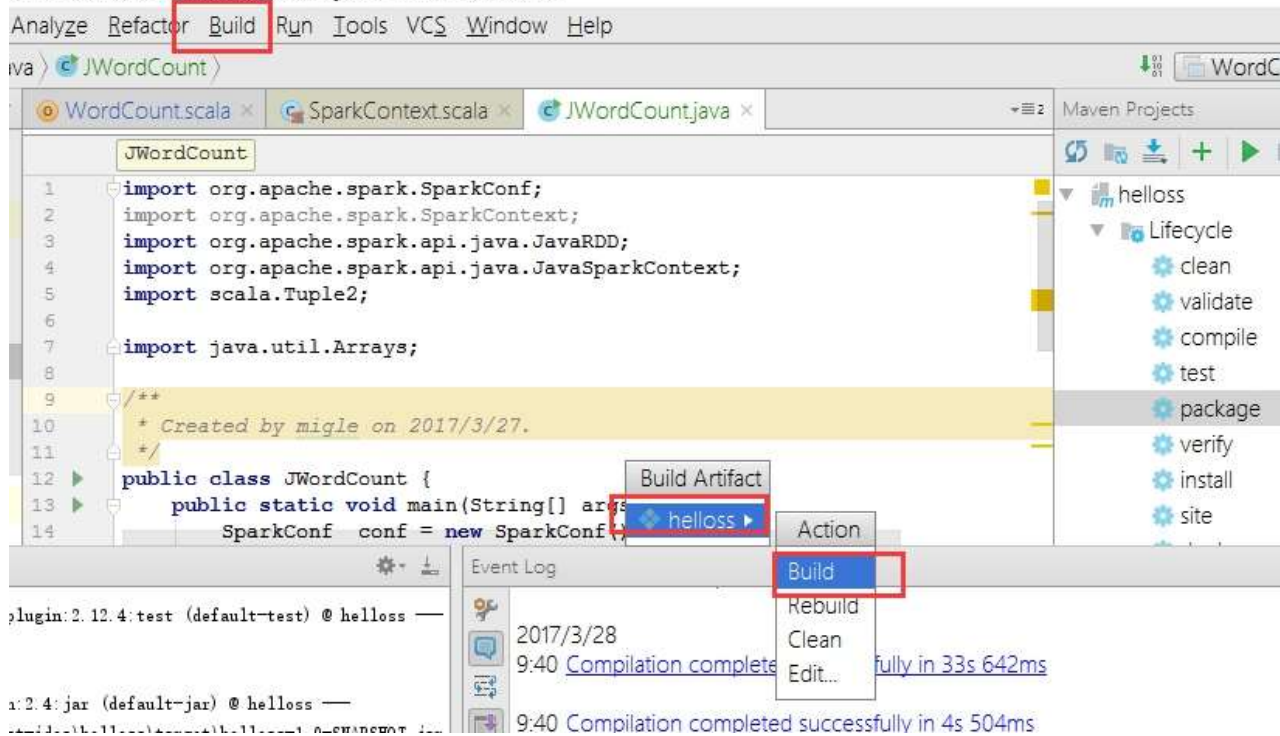 Analyze Refactor Build Run Tools VCS Window Help
JWordCount
WordC
WordCount.scala × SparkContext.scala × JWordCount.java ×
2
Maven Projects
JWordCount
1 import org.apache.spark.SparkConf;
2 import org.apache.spark.SparkContext;
3 import org.apache.spark.api.java.JavaRDD;
4 import org.apache.spark.api.java.JavaSparkContext;
5 import scala.Tuple2;
6
7 import java.util.Arrays;
8
9 /**
10 * Created by migle on 2017/3/27.
11 */
12 public class JWordCount {
13 public static void main(String[] args
14 SparkConf conf = new SparkConf()
helloss
Lifecycle
clean
validate
compile
test
package
verify
install
site
Build Artifact
helloss
Action
Build
Rebuild
Clean
Edit...
plugin:2.12.4:test (default-test) @ helloss ——
:2.4:jar (default-jar) @ helloss ——
Event Log
2017/3/28
9:40 Compilation complete fully in 33s 642ms
9:40 Compilation completed successfully in 4s 504ms